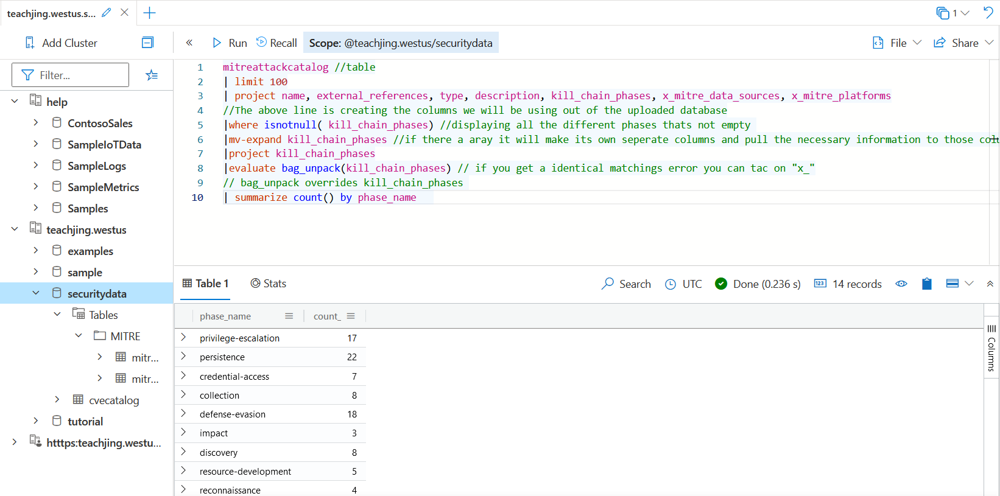 teachjing.westus.s...
1
Add Cluster
Run
Recall
Scope: @teachjing.westus/securitydata
File
Share
Filter...
help
ContosoSales
SampleIoTData
SampleLogs
SampleMetrics
Samples
teachjing.westus
examples
sample
securitydata
Tables
MITRE
mitr...
mitr...
cvecatalog
tutorial
htttps:teachjing.westu...
1 mitreattackcatalog //table
2 | limit 100
3 | project name, external_references, type, description, kill_chain_phases, x_mitre_data_sources, x_mitre_platforms
4 //The above line is creating the columns we will be using out of the uploaded database
5 |where isnotnull( kill_chain_phases) //displaying all the different phases thats not empty
6 |mv-expand kill_chain_phases //if there a aray it will make its own seperate columns and pull the necessary information to those colu
7 |project kill_chain_phases
8 |evaluate bag_unpack(kill_chain_phases) // if you get a identical matchings error you can tac on "x_"
9 // bag_unpack overrides kill_chain_phases
10 | summarize count() by phase_name
Table 1
Stats
Search
UTC
Done (0.236 s)
123
14 records
phase_name count_
privilege-escalation 17
persistence 22
credential-access 7
collection 8
defense-evasion 18
impact 3
discovery 8
resource-development 5
reconnaissance 4
Columns